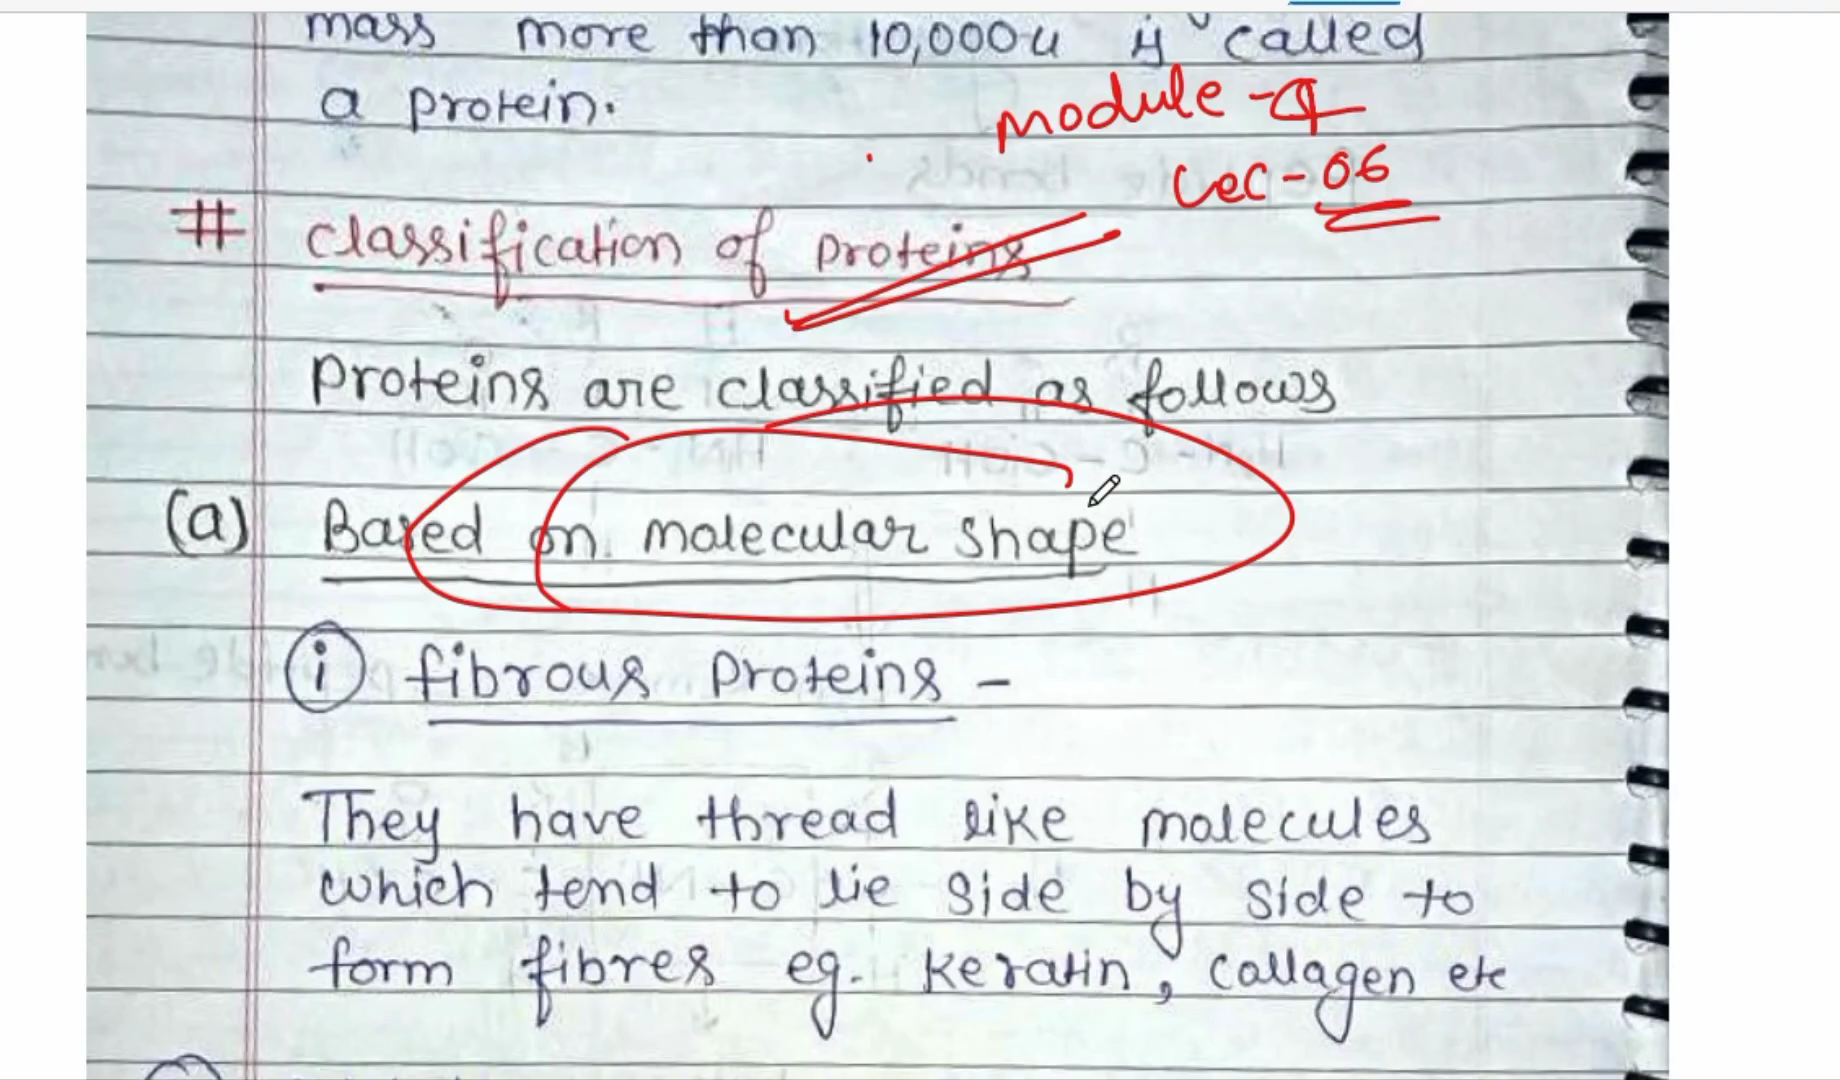 mass more than 10,000u is called
a protein.
module -
Lec - 06
# classification of proteins
Proteins are classified as follows
(a) Based on molecular shape
(i) fibrous Proteins -
They have thread like molecules
which tend to lie side by side to
form fibres eg. keratin, collagen etc